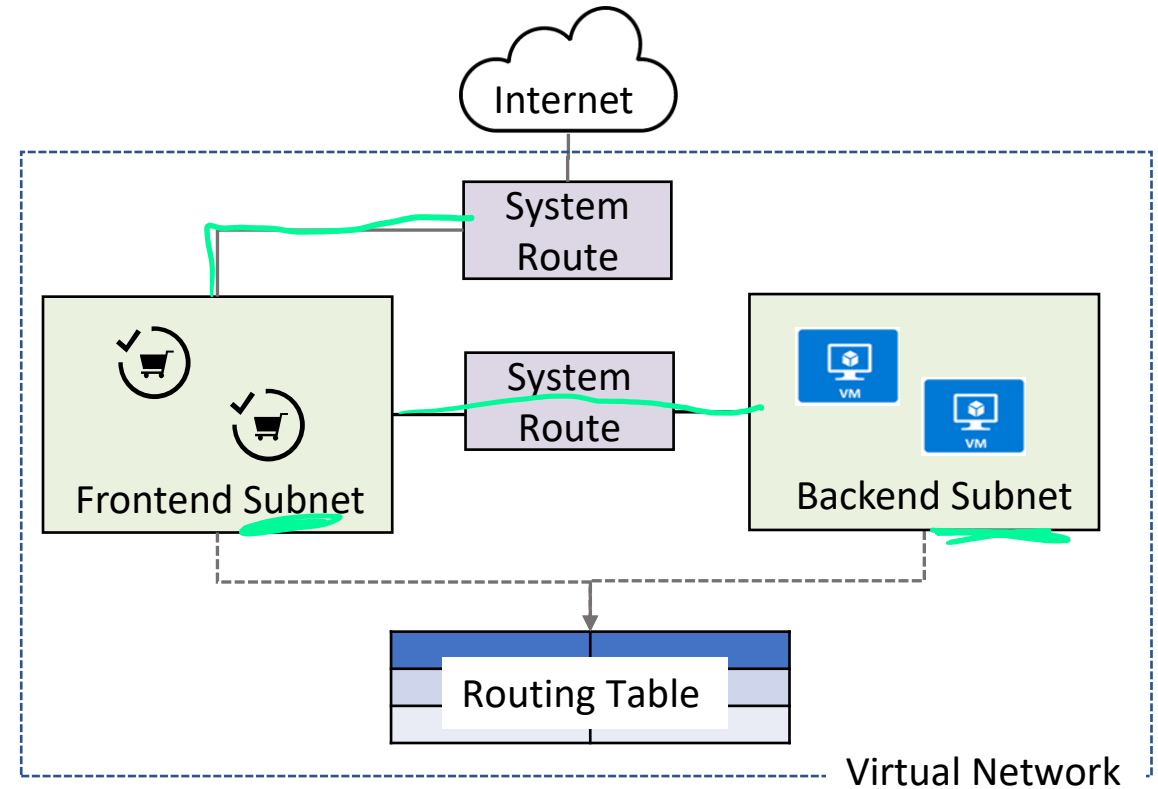 Internet
System
Route
System
Route
VM
VM
Frontend Subnet
Backend Subnet
Routing Table
Virtual Network